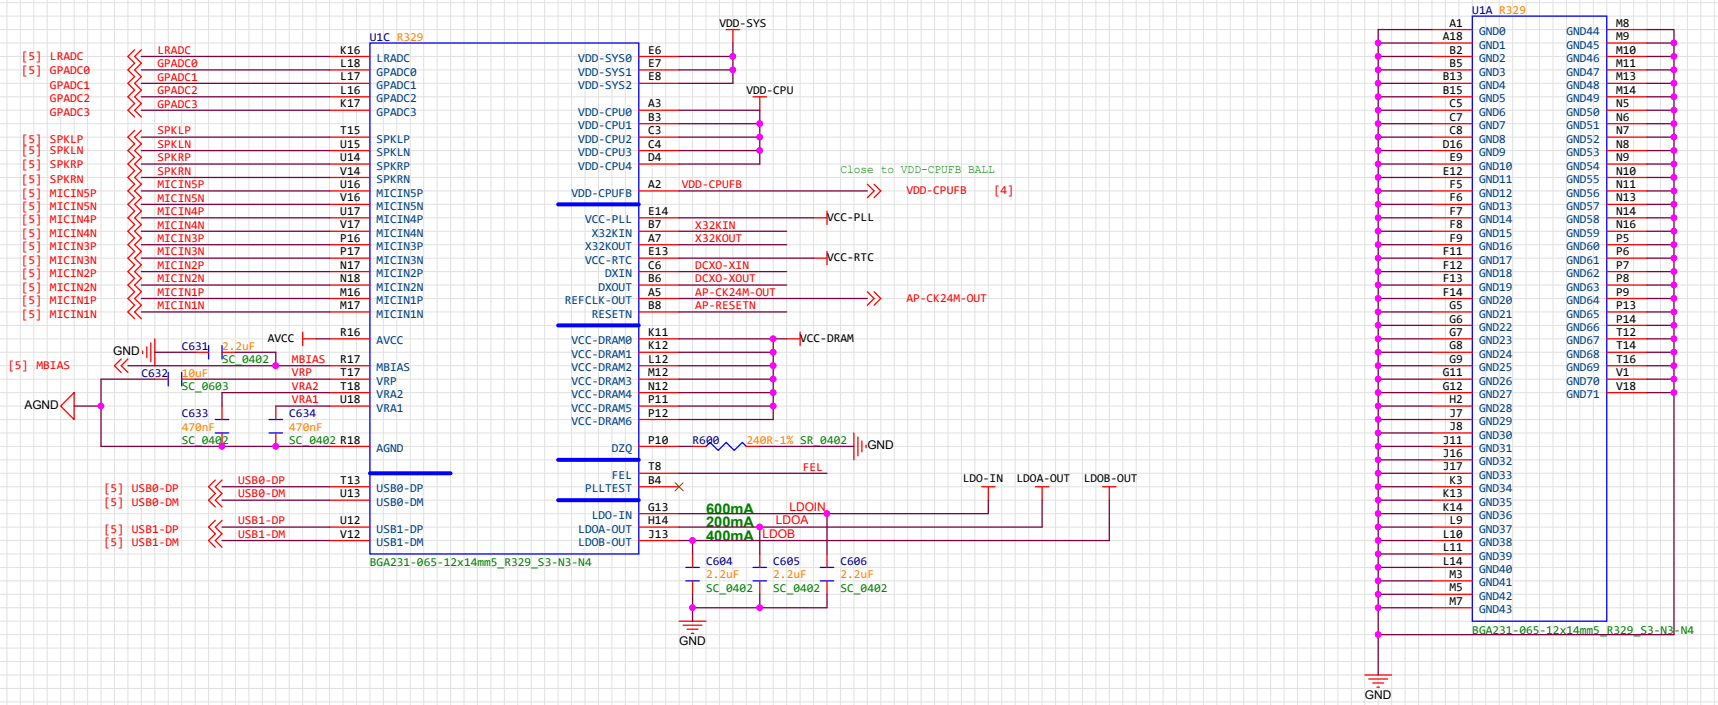 VDD-SYS
U1C R329
[5] LRADC LRADC K16 LRADC
[5] GPADC0 GPADC0 L18 GPADC0
GPADC1 GPADC1 L17 GPADC1
GPADC2 GPADC2 L16 GPADC2
GPADC3 GPADC3 K17 GPADC3
[5] SPKLP SPKLP T15 SPKLP
[5] SPKLN SPKLN U15 SPKLN
[5] SPKRP SPKRP U14 SPKRP
[5] SPKRN SPKRN V14 SPKRN
[5] MICIN5P MICIN5P U16 MICIN5P
[5] MICIN5N MICIN5N V16 MICIN5N
[5] MICIN4P MICIN4P U17 MICIN4P
[5] MICIN4N MICIN4N V17 MICIN4N
[5] MICIN3P MICIN3P P16 MICIN3P
[5] MICIN3N MICIN3N P17 MICIN3N
[5] MICIN2P MICIN2P N17 MICIN2P
[5] MICIN2N MICIN2N N18 MICIN2N
[5] MICIN1P MICIN1P M16 MICIN1P
[5] MICIN1N MICIN1N M17 MICIN1N
AVCC R16 AVCC
GND C631 2.2uF
SC_0402
[5] MBIAS MBIAS R17 MBIAS
C632 10uF VRP T17 VRP
SC_0603 VRA2 T18 VRA2
AGND VRA1 U18 VRA1
C633 C634
470nF 470nF
SC_0402 SC_0402 R18 AGND
[5] USB0-DP USB0-DP T13 USB0-DP
[5] USB0-DM USB0-DM U13 USB0-DM
[5] USB1-DP USB1-DP U12 USB1-DP
[5] USB1-DM USB1-DM V12 USB1-DM
BGA231-065-12x14mm5_R329_S3-N3-N4
VDD-SYS0 E6
VDD-SYS1 E7
VDD-SYS2 E8
VDD-CPU
VDD-CPU0 A3
VDD-CPU1 B3
VDD-CPU2 C3
VDD-CPU3 C4
VDD-CPU4 D4
Close to VDD-CPUFB BALL
VDD-CPUFB A2 VDD-CPUFB VDD-CPUFB [4]
VCC-PLL E14 VCC-PLL
X32KIN B7 X32KIN
X32KOUT A7 X32KOUT
VCC-RTC E13 VCC-RTC
DXIN C6 DCXO-XIN
DXOUT B6 DCXO-XOUT
REFCLK-OUT A5 AP-CK24M-OUT AP-CK24M-OUT
RESETN B8 AP-RESETN
VCC-DRAM0 K11 VCC-DRAM
VCC-DRAM1 K12
VCC-DRAM2 L12
VCC-DRAM3 M12
VCC-DRAM4 N12
VCC-DRAM5 P11
VCC-DRAM6 P12
DZQ P10 R600 240R-1% SR_0402 GND
FEL T8 FEL
PLLTEST B4
LDO-IN LDOA-OUT LDOB-OUT
LDO-IN G13 600mA LDOIN
LDOA-OUT H14 200mA LDOA
LDOB-OUT J13 400mA LDOB
C604 C605 C606
2.2uF 2.2uF 2.2uF
SC_0402 SC_0402 SC_0402
GND
U1A R329
A1 GND0 GND44 M8
A18 GND1 GND45 M9
B2 GND2 GND46 M10
B5 GND3 GND47 M11
B13 GND4 GND48 M13
B15 GND5 GND49 M14
C5 GND6 GND50 N5
C7 GND7 GND51 N6
C8 GND8 GND52 N7
D16 GND9 GND53 N8
E9 GND10 GND54 N9
E12 GND11 GND55 N10
F5 GND12 GND56 N11
F6 GND13 GND57 N13
F7 GND14 GND58 N14
F8 GND15 GND59 N16
F9 GND16 GND60 P5
F11 GND17 GND61 P6
F12 GND18 GND62 P7
F13 GND19 GND63 P8
F14 GND20 GND64 P9
G5 GND21 GND65 P13
G6 GND22 GND66 P14
G7 GND23 GND67 T12
G8 GND24 GND68 T14
G9 GND25 GND69 T16
G11 GND26 GND70 V1
G12 GND27 GND71 V18
H2 GND28
J7 GND29
J8 GND30
J11 GND31
J16 GND32
J17 GND33
K3 GND34
K13 GND35
K14 GND36
L9 GND37
L10 GND38
L11 GND39
L14 GND40
M3 GND41
M5 GND42
M7 GND43
BGA231-065-12x14mm5_R329_S3-N3-N4
GND